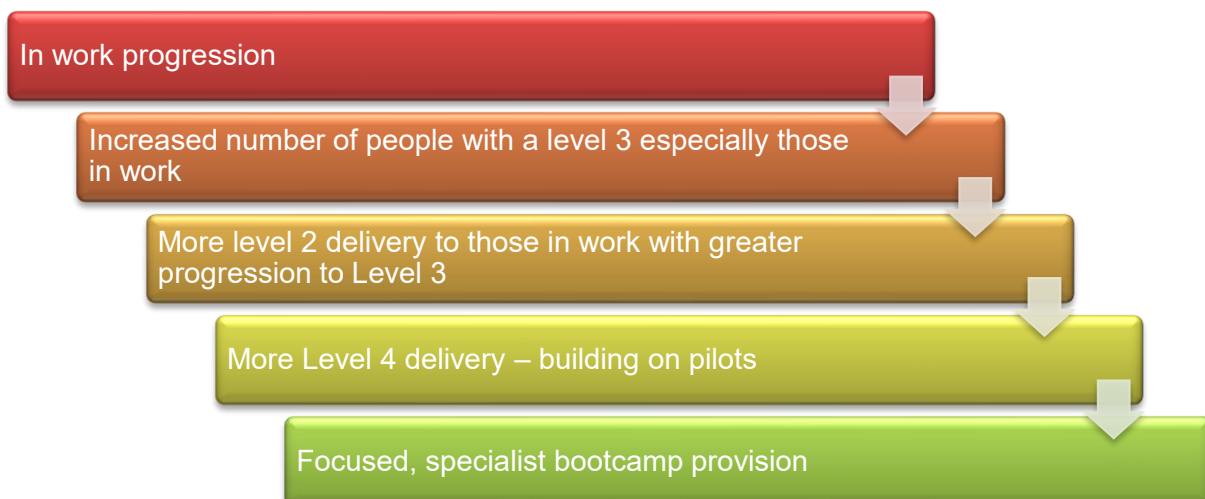 In work progression
Increased number of people with a level 3 especially those
in work
More level 2 delivery to those in work with greater
progression to Level 3
More Level 4 delivery – building on pilots
Focused, specialist bootcamp provision